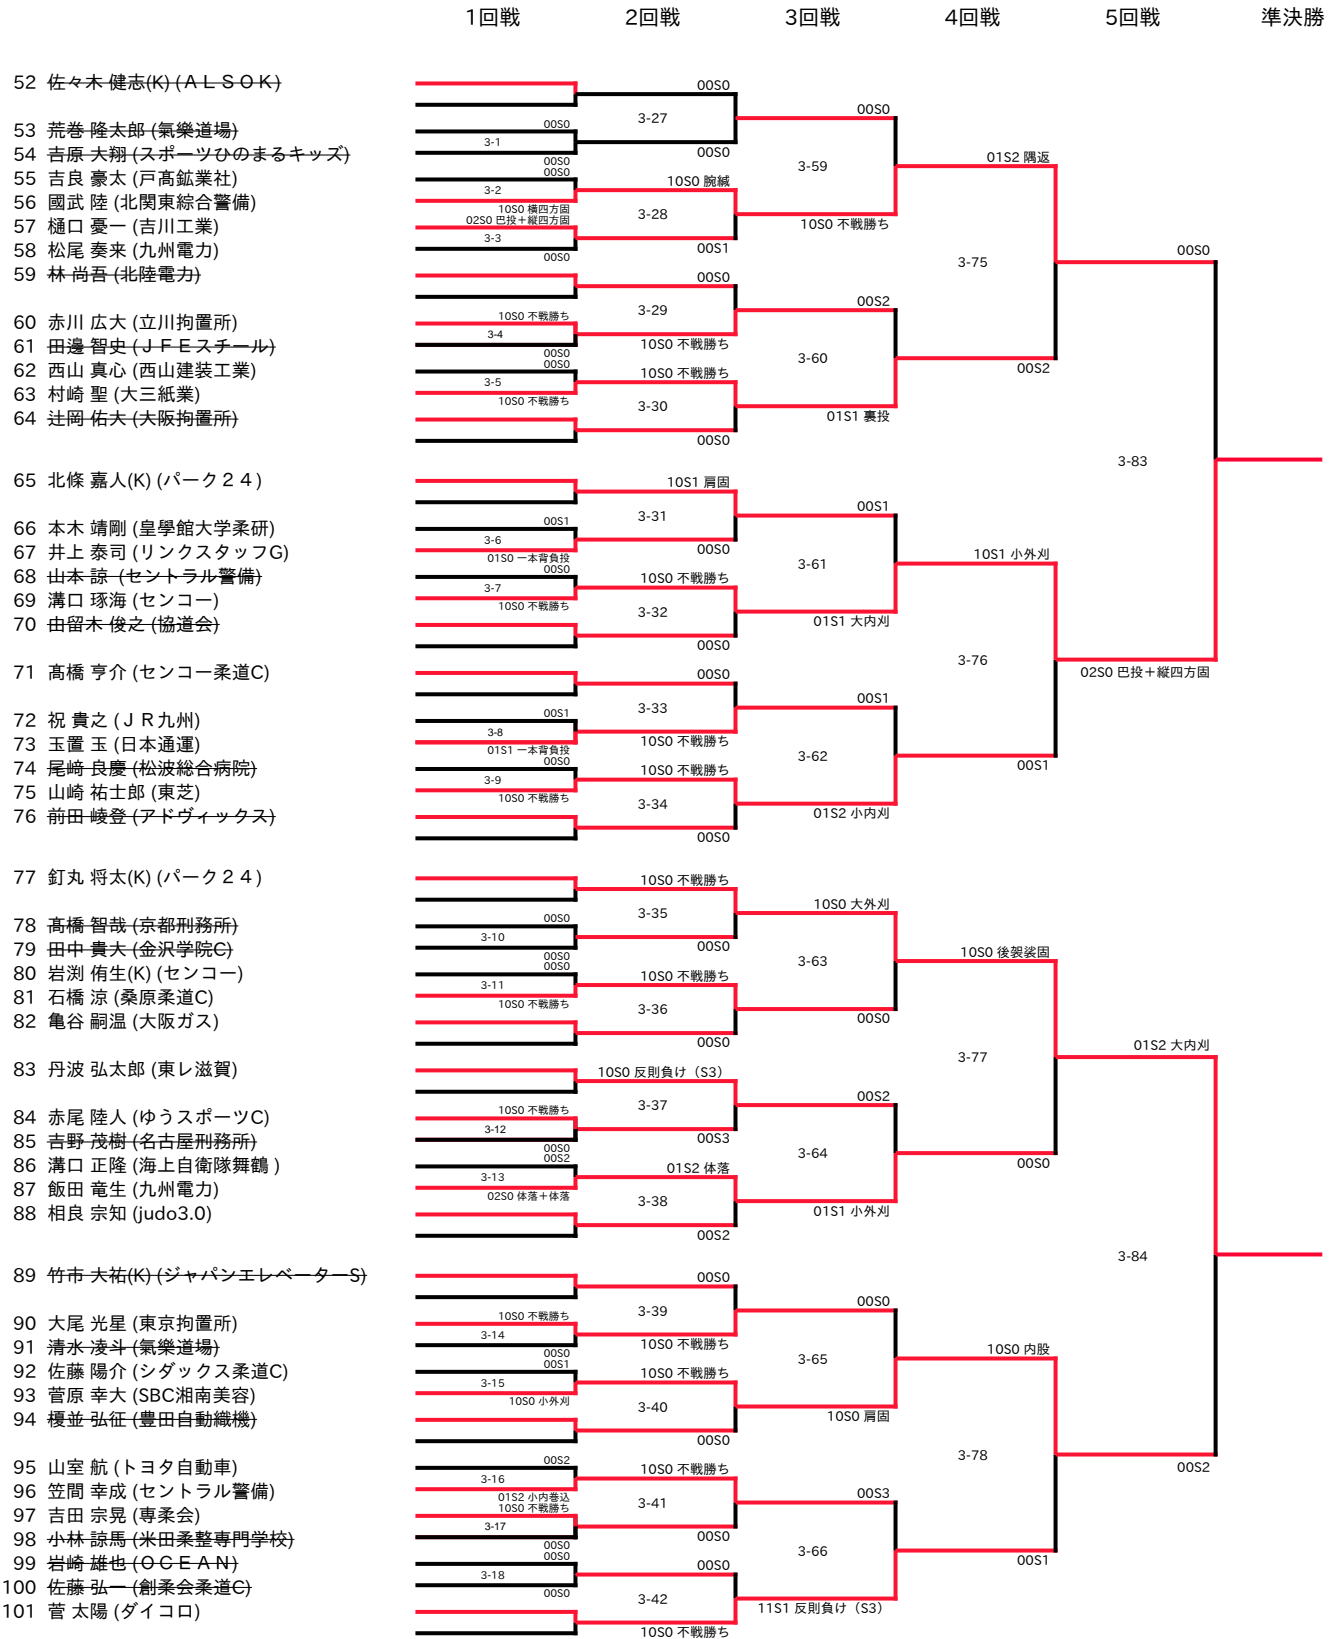 1回戦 2回戦 3回戦 4回戦 5回戦 準決勝
52 佐々木 健志(K) (ＡＬＳＯＫ)
00S0
3-27
00S0
53 荒巻 隆太郎 (氣樂道場)
00S0
3-1
54 吉原 大翔 (スポーツひのまるキッズ)
00S0
00S0
3-59
01S2 隅返
00S0
55 吉良 豪太 (戸髙鉱業社)
10S0 腕緘
3-2
56 國武 陸 (北関東綜合警備)
10S0 横四方固
3-28
02S0 巴投＋縦四方固
10S0 不戦勝ち
57 樋口 憂一 (吉川工業)
3-3
58 松尾 奏来 (九州電力)
00S1
00S0
00S0
3-75
59 林 尚吾 (北陸電力)
00S0
00S2
3-29
10S0 不戦勝ち
60 赤川 広大 (立川拘置所)
3-4
61 田邊 智史 (ＪＦＥスチール)
10S0 不戦勝ち
00S0
3-60
00S0
00S2
62 西山 真心 (西山建装工業)
10S0 不戦勝ち
3-5
63 村崎 聖 (大三紙業)
10S0 不戦勝ち
3-30
01S1 裏投
64 辻岡 佑大 (大阪拘置所)
00S0
3-83
65 北條 嘉人(K) (パーク２４)
10S1 肩固
00S1
3-31
66 本木 靖剛 (皇學館大学柔研)
00S1
3-6
67 井上 泰司 (リンクスタッフG)
00S0
10S1 小外刈
01S0 一本背負投
3-61
00S0
68 山本 諒 (セントラル警備)
10S0 不戦勝ち
3-7
69 溝口 琢海 (センコー)
10S0 不戦勝ち
3-32
01S1 大内刈
70 由留木 俊之 (協道会)
00S0
3-76
71 髙橋 亨介 (センコー柔道C)
00S0
02S0 巴投＋縦四方固
00S1
3-33
72 祝 貴之 (ＪＲ九州)
00S1
3-8
73 玉置 玉 (日本通運)
10S0 不戦勝ち
01S1 一本背負投
3-62
00S0
00S1
74 尾﨑 良慶 (松波総合病院)
10S0 不戦勝ち
3-9
75 山崎 祐士郎 (東芝)
10S0 不戦勝ち
3-34
01S2 小内刈
76 前田 崚登 (アドヴィックス)
00S0
77 釘丸 将太(K) (パーク２４)
10S0 不戦勝ち
10S0 大外刈
3-35
78 髙橋 智哉 (京都刑務所)
00S0
3-10
79 田中 貴大 (金沢学院C)
00S0
10S0 後袈裟固
00S0
3-63
00S0
80 岩渕 侑生(K) (センコー)
10S0 不戦勝ち
3-11
81 石橋 涼 (桑原柔道C)
10S0 不戦勝ち
3-36
00S0
82 亀谷 嗣温 (大阪ガス)
00S0
01S2 大内刈
3-77
83 丹波 弘太郎 (東レ滋賀)
10S0 反則負け（S3）
00S2
3-37
84 赤尾 陸人 (ゆうスポーツC)
10S0 不戦勝ち
3-12
85 吉野 茂樹 (名古屋刑務所)
00S3
00S0
3-64
00S2
00S0
86 溝口 正隆 (海上自衛隊舞鶴 )
01S2 体落
3-13
87 飯田 竜生 (九州電力)
02S0 体落＋体落
3-38
01S1 小外刈
88 相良 宗知 (judo3.0)
00S2
3-84
89 竹市 大祐(K) (ジャパンエレベーターS)
00S0
00S0
3-39
90 大尾 光星 (東京拘置所)
10S0 不戦勝ち
3-14
91 清水 凌斗 (氣樂道場)
10S0 不戦勝ち
10S0 内股
00S0
3-65
00S1
92 佐藤 陽介 (シダックス柔道C)
10S0 不戦勝ち
3-15
93 菅原 幸大 (SBC湘南美容)
10S0 小外刈
3-40
10S0 肩固
94 榎並 弘征 (豊田自動織機)
00S0
3-78
95 山室 航 (トヨタ自動車)
00S2
10S0 不戦勝ち
00S2
3-16
96 笠間 幸成 (セントラル警備)
01S2 小内巻込
3-41
00S3
10S0 不戦勝ち
97 吉田 宗晃 (専柔会)
3-17
98 小林 諒馬 (米田柔整専門学校)
00S0
00S0
3-66
00S1
00S0
99 岩崎 雄也 (ＯＣＥＡＮ)
00S0
3-18
100 佐藤 弘一 (創柔会柔道C)
00S0
3-42
11S1 反則負け（S3）
101 菅 太陽 (ダイコロ)
10S0 不戦勝ち